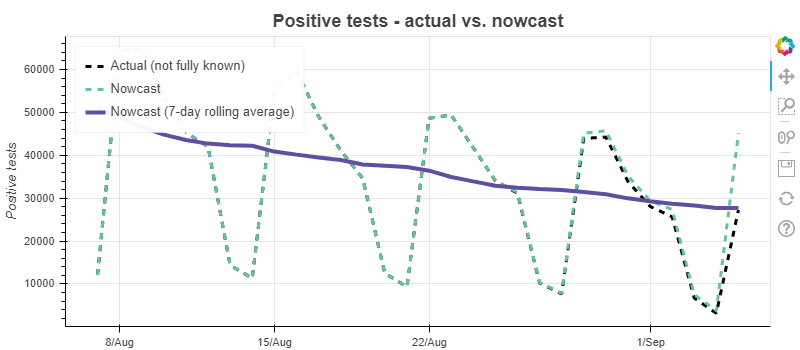 Positive tests - actual vs. nowcast
Actual (not fully known)
Nowcast
Nowcast (7-day rolling average)
Positive tests
60000
50000
40000
30000
20000
10000
8/Aug
15/Aug
22/Aug
1/Sep